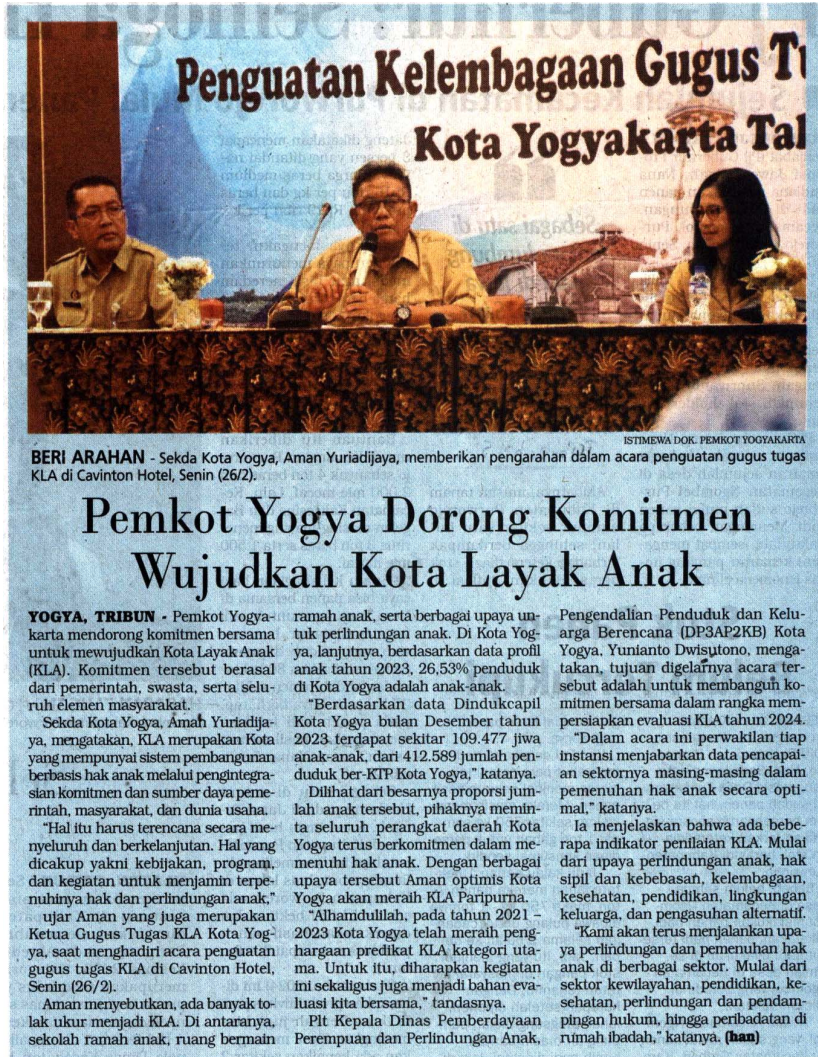 Penguatan Kelembagaan Gugus Tu
Kota Yogyakarta Tal
ISTIMEWA DOK. PEMKOT YOGYAKARTA
BERI ARAHAN - Sekda Kota Yogya, Aman Yuriadijaya, memberikan pengarahan dalam acara penguatan gugus tugas
KLA di Cavinton Hotel, Senin (26/2).
Pemkot Yogya Dorong Komitmen
Wujudkan Kota Layak Anak
YOGYA, TRIBUN - Pemkot Yogya-
karta mendorong komitmen bersama
untuk mewujudkan Kota Layak Anak
(KLA). Komitmen tersebut berasal
dari pemerintah, swasta, serta selu-
ruh elemen masyarakat.
Sekda Kota Yogya, Aman Yuriadija-
ya, mengatakan, KLA merupakan Kota
yang mempunyai sistem pembangunan
berbasis hak anak melalui pengintegra-
sian komitmen dan sumber daya peme-
rintah, masyarakat, dan dunia usaha.
"Hal itu harus terencana secara me-
nyeluruh dan berkelanjutan. Hal yang
dicakup yakni kebijakan, program,
dan kegiatan untuk menjamin terpe-
nuhinya hak dan perlindungan anak,"
ujar Aman yang juga merupakan
Ketua Gugus Tugas KLA Kota Yog-
ya, saat menghadiri acara penguatan
gugus tugas KLA di Cavinton Hotel,
Senin (26/2).
Aman menyebutkan, ada banyak to-
lak ukur menjadi KLA. Di antaranya,
sekolah ramah anak, ruang bermain
ramah anak, serta berbagai upaya un-
tuk perlindungan anak. Di Kota Yog-
ya, lanjutnya, berdasarkan data profil
anak tahun 2023, 26,53% penduduk
di Kota Yogya adalah anak-anak.
"Berdasarkan data Dindukcapil
Kota Yogya bulan Desember tahun
2023 terdapat sekitar 109.477 jiwa
anak-anak, dari 412.589 jumlah pen-
duduk ber-KTP Kota Yogya," katanya.
Dilihat dari besarnya proporsi jum-
lah anak tersebut, pihaknya memin-
ta seluruh perangkat daerah Kota
Yogya terus berkomitmen dalam me-
menuhi hak anak. Dengan berbagai
upaya tersebut Aman optimis Kota
Yogya akan meraih KLA Paripurna.
"Alhamdulilah, pada tahun 2021 –
2023 Kota Yogya telah meraih peng-
hargaan predikat KLA kategori uta-
ma. Untuk itu, diharapkan kegiatan
ini sekaligus juga menjadi bahan eva-
luasi kita bersama," tandasnya.
Plt Kepala Dinas Pemberdayaan
Perempuan dan Perlindungan Anak,
Pengendalian Penduduk dan Kelu-
arga Berencana (DP3AP2KB) Kota
Yogya, Yunianto Dwisutono, menga-
takan, tujuan digelarnya acara ter-
sebut adalah untuk membangun ko-
mitmen bersama dalam rangka mem-
persiapkan evaluasi KLA tahun 2024.
"Dalam acara ini perwakilan tiap
instansi menjabarkan data pencapai-
an sektornya masing-masing dalam
pemenuhan hak anak secara opti-
mal," katanya.
Ia menjelaskan bahwa ada bebe-
rapa indikator penilaian KLA. Mulai
dari upaya perlindungan anak, hak
sipil dan kebebasan, kelembagaan,
kesehatan, pendidikan, lingkungan
keluarga, dan pengasuhan alternatif.
"Kami akan terus menjalankan upa-
ya perlindungan dan pemenuhan hak
anak di berbagai sektor. Mulai dari
sektor kewilayahan, pendidikan, ke-
sehatan, perlindungan dan pendam-
pingan hukum, hingga peribadatan di
rumah ibadah," katanya. (han)